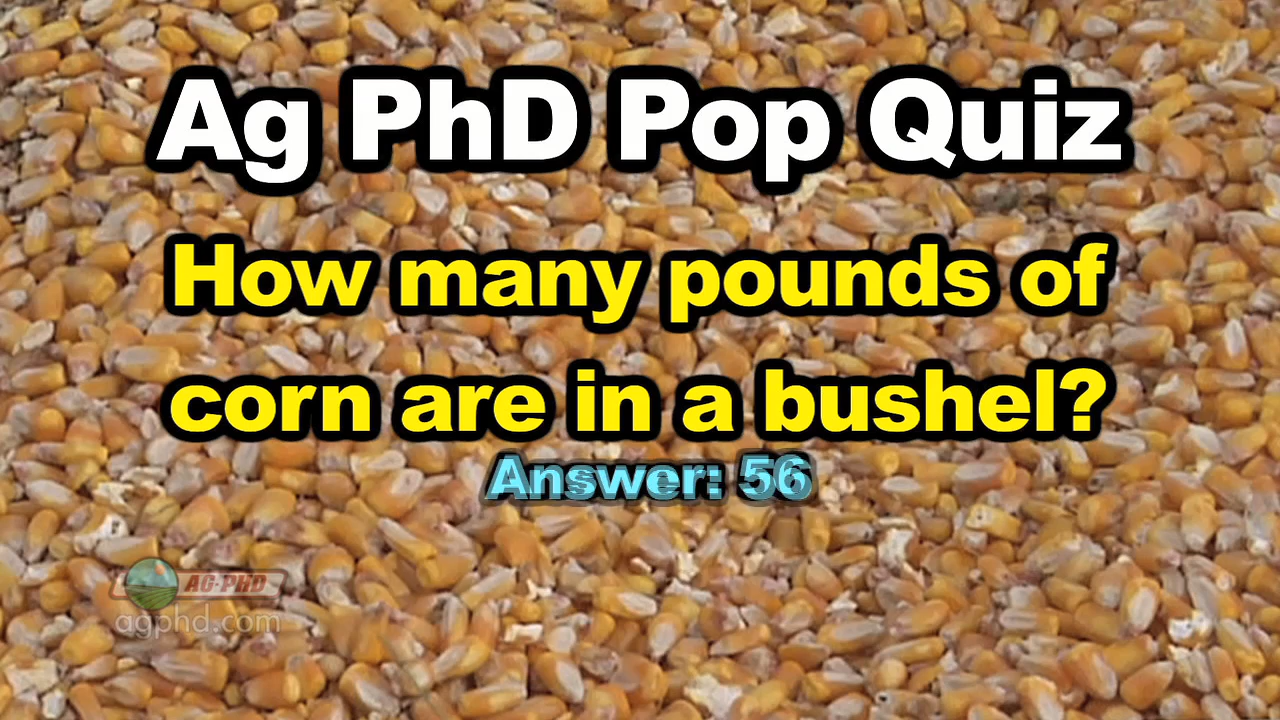 Ag PhD Pop Quiz
How many pounds of
corn are in a bushel?
Answer: 56
AG-PHD
agphd.com